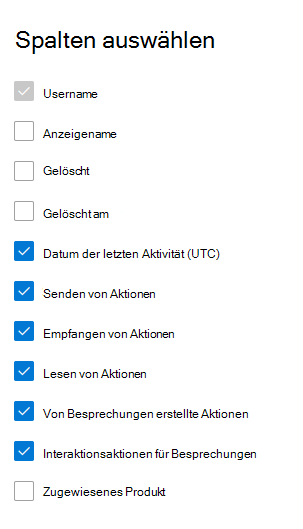 Spalten auswählen
Username
Anzeigename
Gelöscht
Gelöscht am
Datum der letzten Aktivität (UTC)
Senden von Aktionen
Empfangen von Aktionen
Lesen von Aktionen
Von Besprechungen erstellte Aktionen
Interaktionsaktionen für Besprechungen
Zugewiesenes Produkt